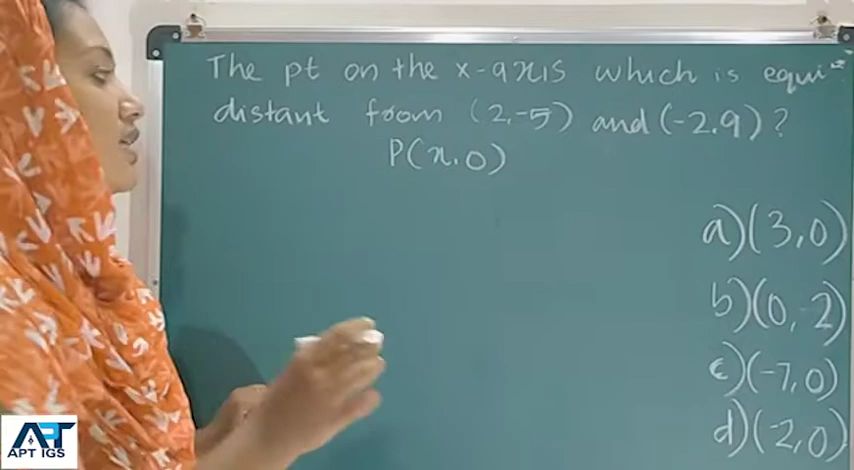 The pt on the x-axis which is equi-
distant from (2,-5) and (-2,9)?
P(x,0)
a) (3,0)
b) (0,-2)
c) (-7,0)
d) (-2,0)
APT
APT IGS